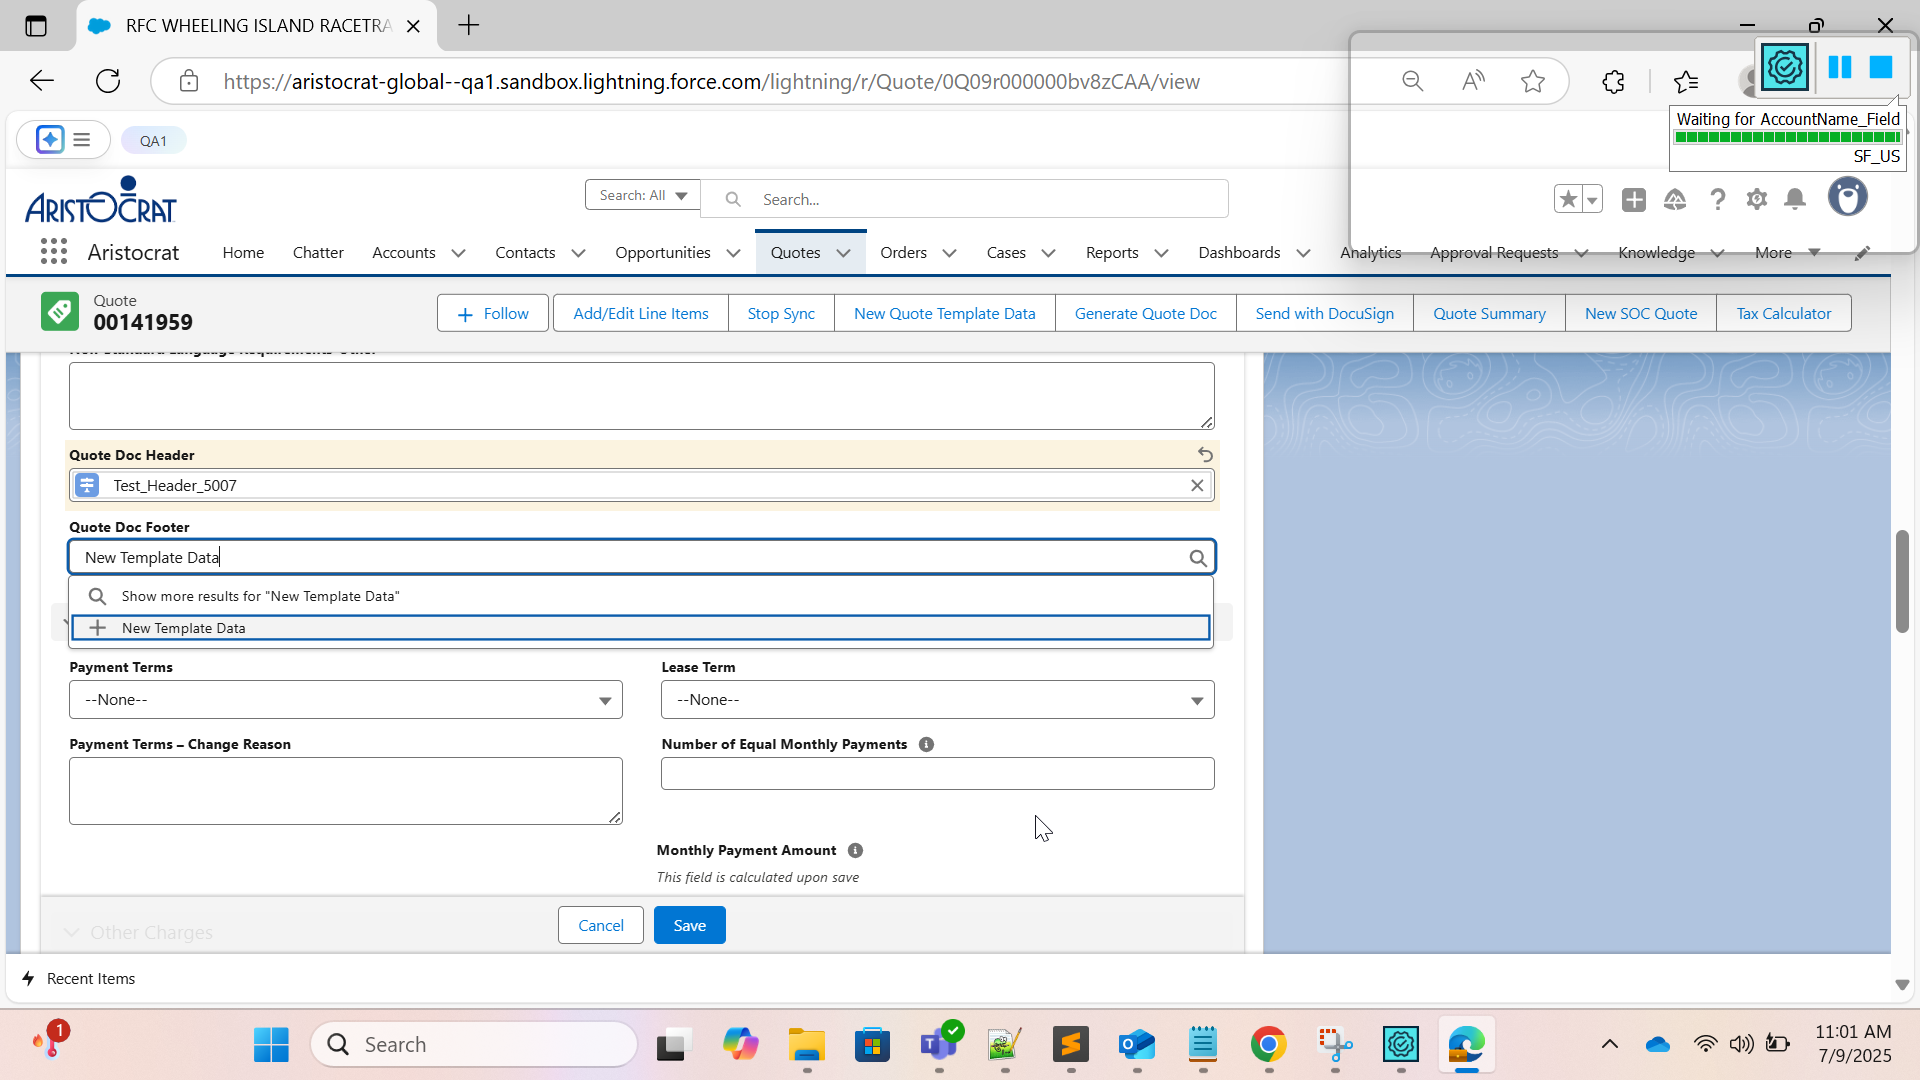 RFC WHEELING ISLAND RACETRA
https://aristocrat-global--qa1.sandbox.lightning.force.com/lightning/r/Quote/0Q09r000000bv8zCAA/view
Waiting for AccountName_Field
SF_US
QA1
ARISTOCRAT
Search: All
Search...
Aristocrat
Home
Chatter
Accounts
Contacts
Opportunities
Quotes
Orders
Cases
Reports
Dashboards
Analytics
Approval Requests
Knowledge
More
Quote
00141959
Follow
Add/Edit Line Items
Stop Sync
New Quote Template Data
Generate Quote Doc
Send with DocuSign
Quote Summary
New SOC Quote
Tax Calculator
Non-Standard Language Requirements-Other
Quote Doc Header
Test_Header_5007
Quote Doc Footer
New Template Data
Show more results for "New Template Data"
New Template Data
Payment Terms
Lease Term
--None--
--None--
Payment Terms – Change Reason
Number of Equal Monthly Payments
Monthly Payment Amount
This field is calculated upon save
Other Charges
Cancel
Save
Recent Items
1
Search
11:01 AM
7/9/2025